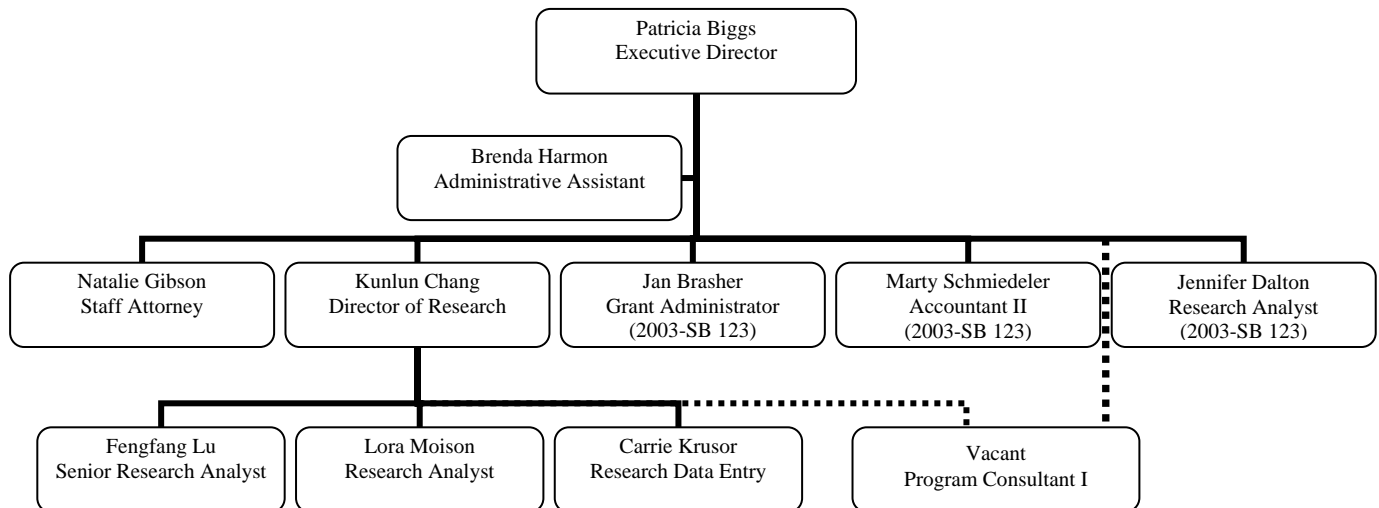 Patricia Biggs
Executive Director
Brenda Harmon
Administrative Assistant
Natalie Gibson
Staff Attorney
Kunlun Chang
Director of Research
Jan Brasher
Grant Administrator
(2003-SB 123)
Marty Schmiedeler
Accountant II
(2003-SB 123)
Jennifer Dalton
Research Analyst
(2003-SB 123)
Fengfang Lu
Senior Research Analyst
Lora Moison
Research Analyst
Carrie Krusor
Research Data Entry
Vacant
Program Consultant I